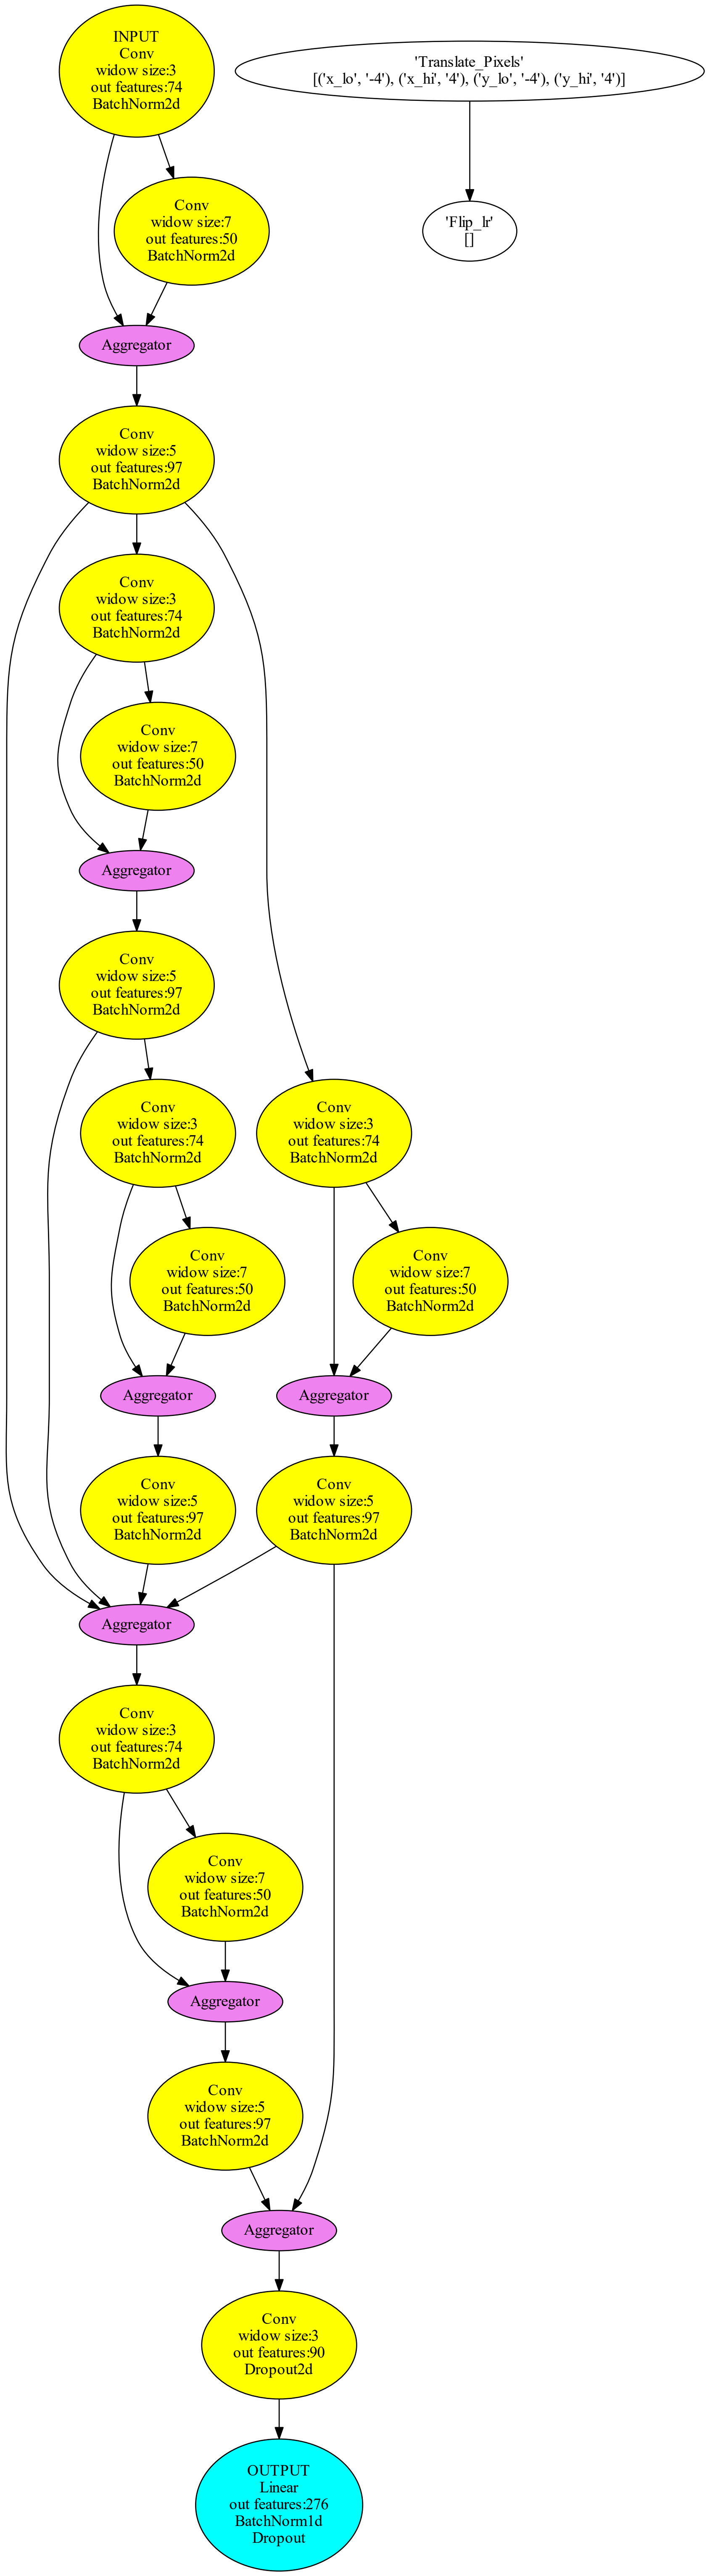 INPUT
Conv
widow size:3
out features:74
BatchNorm2d
'Translate_Pixels'
[('x_lo', '-4'), ('x_hi', '4'), ('y_lo', '-4'), ('y_hi', '4')]
Conv
widow size:7
out features:50
BatchNorm2d
'Flip_lr'
[]
Aggregator
Conv
widow size:5
out features:97
BatchNorm2d
Conv
widow size:3
out features:74
BatchNorm2d
Conv
widow size:7
out features:50
BatchNorm2d
Aggregator
Conv
widow size:5
out features:97
BatchNorm2d
Conv
widow size:3
out features:74
BatchNorm2d
Conv
widow size:3
out features:74
BatchNorm2d
Conv
widow size:7
out features:50
BatchNorm2d
Conv
widow size:7
out features:50
BatchNorm2d
Aggregator
Aggregator
Conv
widow size:5
out features:97
BatchNorm2d
Conv
widow size:5
out features:97
BatchNorm2d
Aggregator
Conv
widow size:3
out features:74
BatchNorm2d
Conv
widow size:7
out features:50
BatchNorm2d
Aggregator
Conv
widow size:5
out features:97
BatchNorm2d
Aggregator
Conv
widow size:3
out features:90
Dropout2d
OUTPUT
Linear
out features:276
BatchNorm1d
Dropout